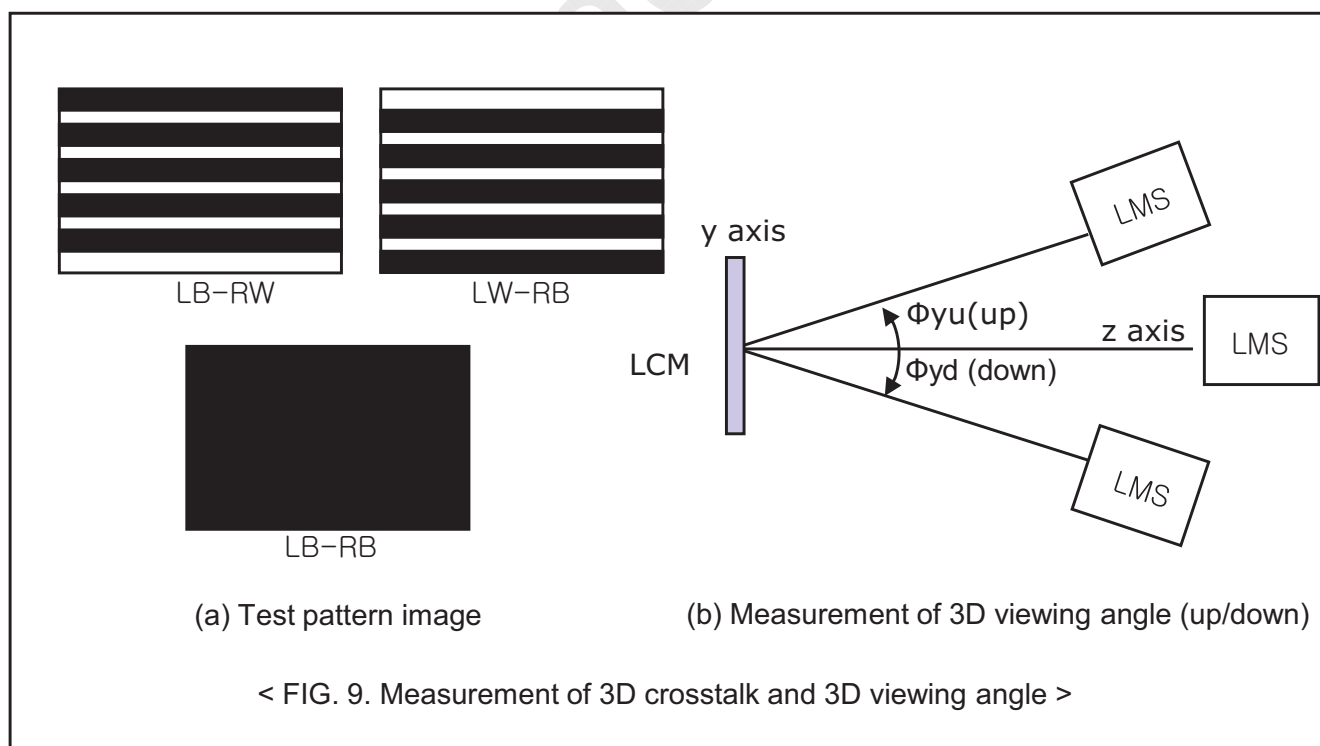 LB-RW
LW-RB
LB-RB
(a) Test pattern image
y axis
LCM
Φyu(up)
Φyd (down)
z axis
LMS
LMS
LMS
(b) Measurement of 3D viewing angle (up/down)
< FIG. 9. Measurement of 3D crosstalk and 3D viewing angle >